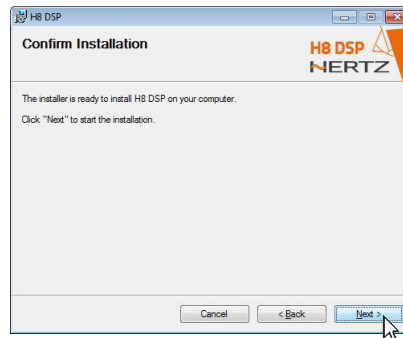 H8 DSP
Confirm Installation
H8 DSP
HERTZ
The installer is ready to install H8 DSP on your computer.
Click "Next" to start the installation.
Cancel
< Back
Next >